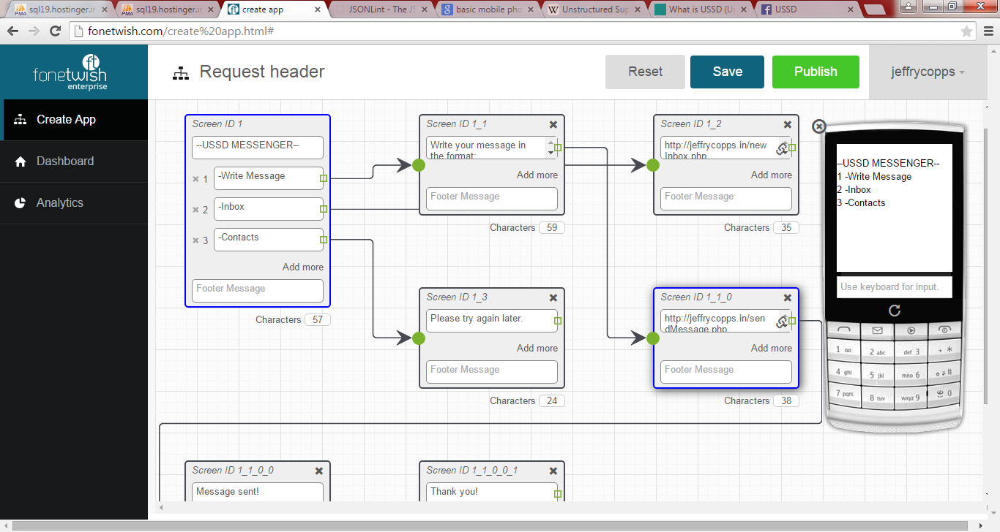 sql19.hostinger.in
sql19.hostinger.in
create app
JSONLint - The JS
basic mobile pho
Unstructured Sup
What is USSD (Un
USSD
fonetwish.com/create%20app.html#
ft
fonetwish
enterprise
Request header
Reset
Save
Publish
jeffrycopps
Create App
Dashboard
Analytics
Screen ID 1
--USSD MESSENGER--
1 -Write Message
2 -Inbox
3 -Contacts
Add more
Footer Message
Characters 57
Screen ID 1_1
Write your message in
the format:
Add more
Footer Message
Characters 59
Screen ID 1_2
http://jeffrycopps.in/new
Inbox.php
Add more
Footer Message
Characters 35
Screen ID 1_3
Please try again later.
Add more
Footer Message
Characters 24
Screen ID 1_1_0
http://jeffrycopps.in/sen
dMessage.php
Add more
Footer Message
Characters 38
Screen ID 1_1_0_0
Message sent!
Screen ID 1_1_0_0_1
Thank you!
--USSD MESSENGER--
1 -Write Message
2 -Inbox
3 -Contacts
Use keyboard for input.
1
2 abc
def 3
+ *
4 ghi
5 jkl
mno 6
#
7 pqrs
8 tuv
wxyz 9
0